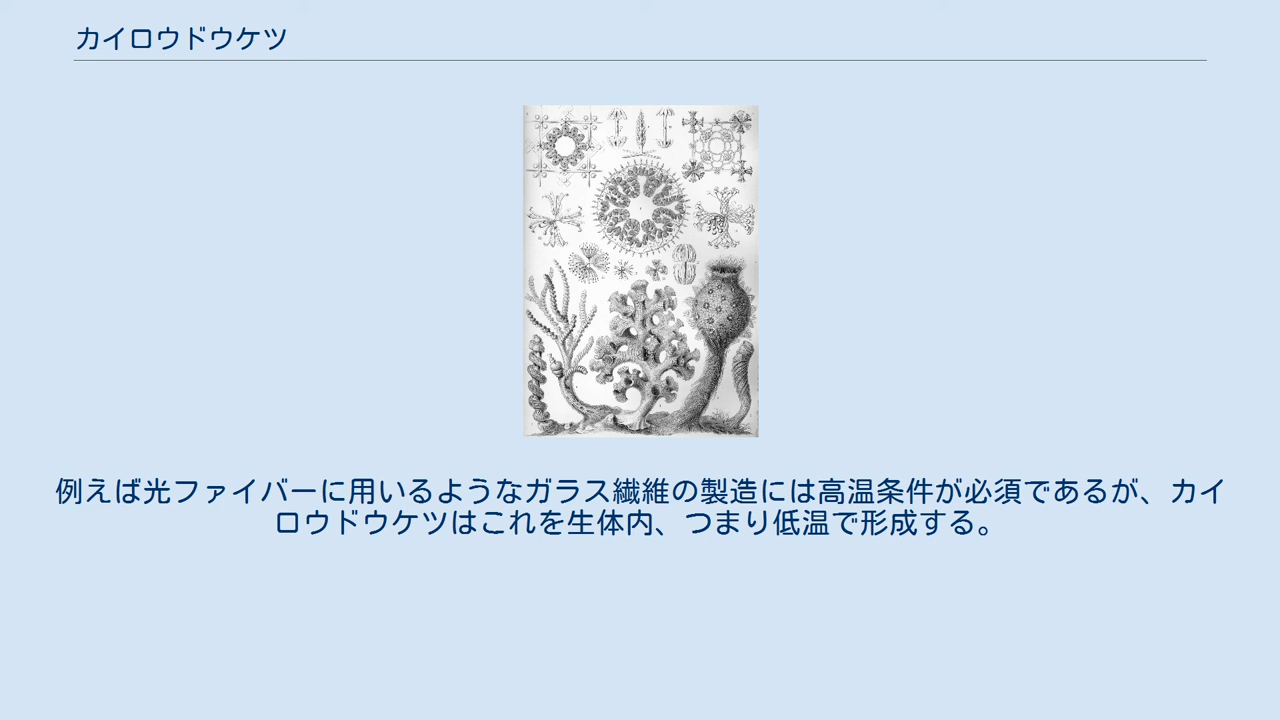 カイロウドウケツ
例えば光ファイバーに用いるようなガラス繊維の製造には高温条件が必須であるが、カイ
ロウドウケツはこれを生体内、つまり低温で形成する。